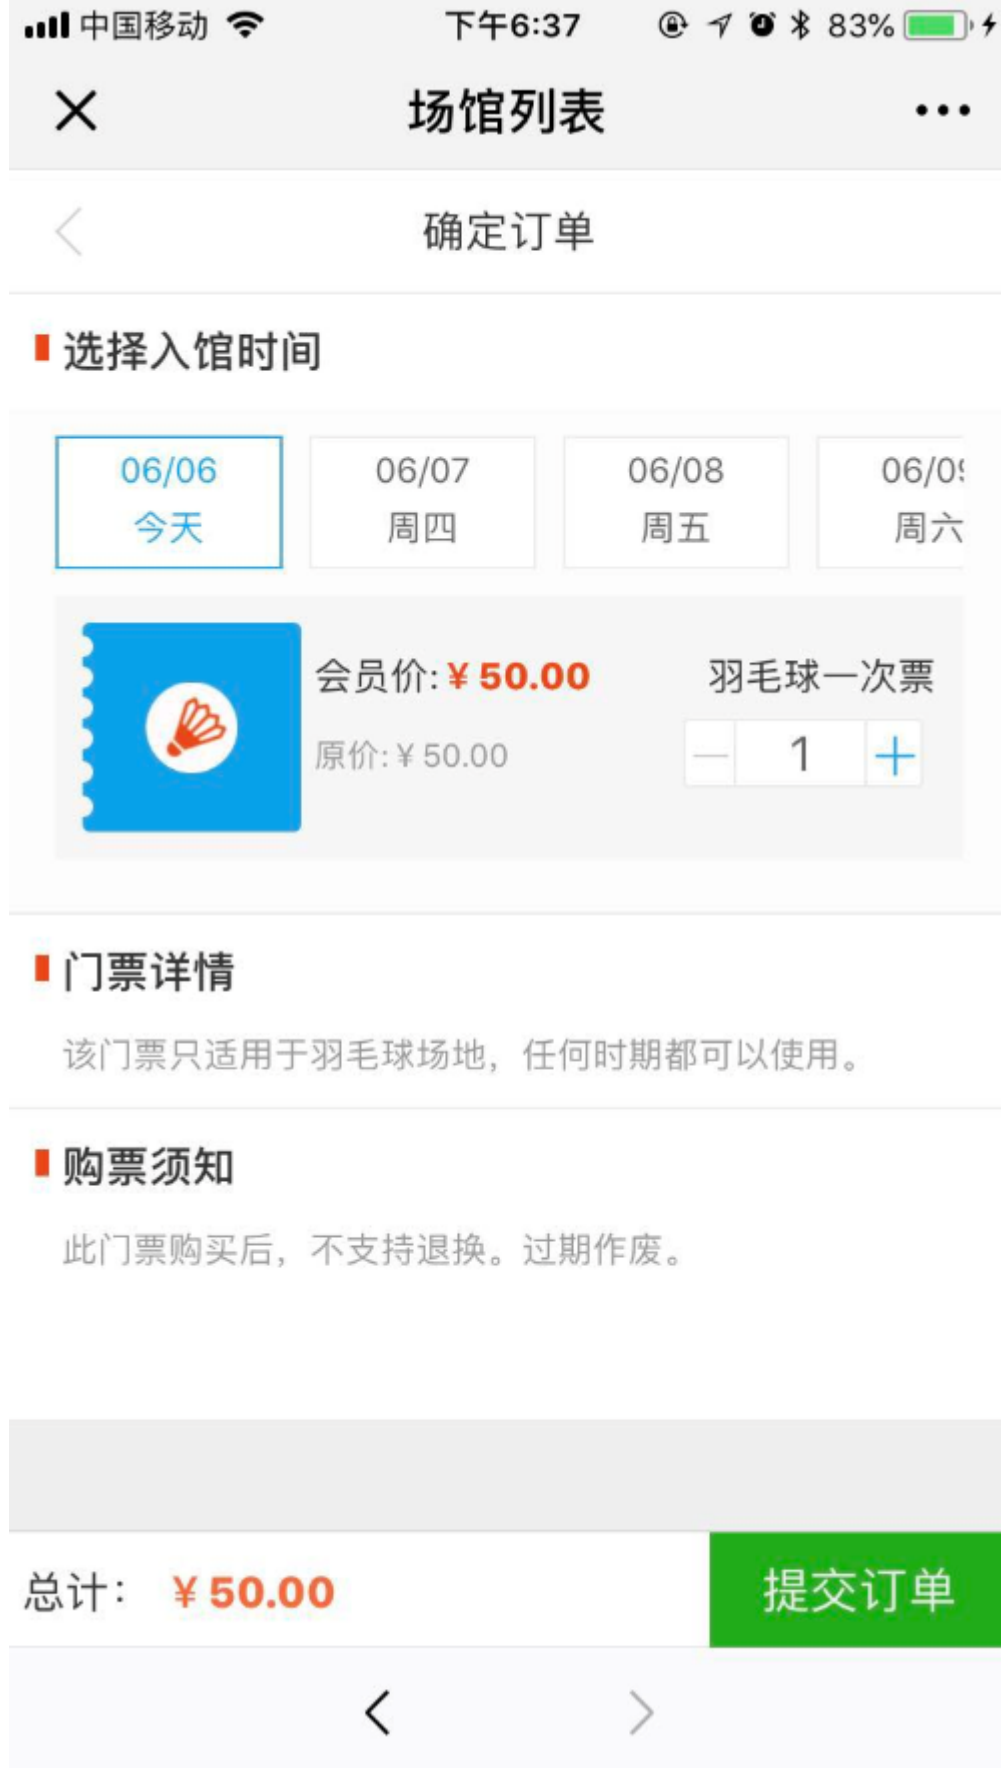 中国移动 下午6:37 83%
场馆列表
确定订单
选择入馆时间
06/06 06/07 06/08 06/09
今天 周四 周五 周六
会员价:¥50.00 羽毛球一次票
原价:¥50.00 1
门票详情
该门票只适用于羽毛球场地，任何时期都可以使用。
购票须知
此门票购买后，不支持退换。过期作废。
总计： ¥50.00 提交订单